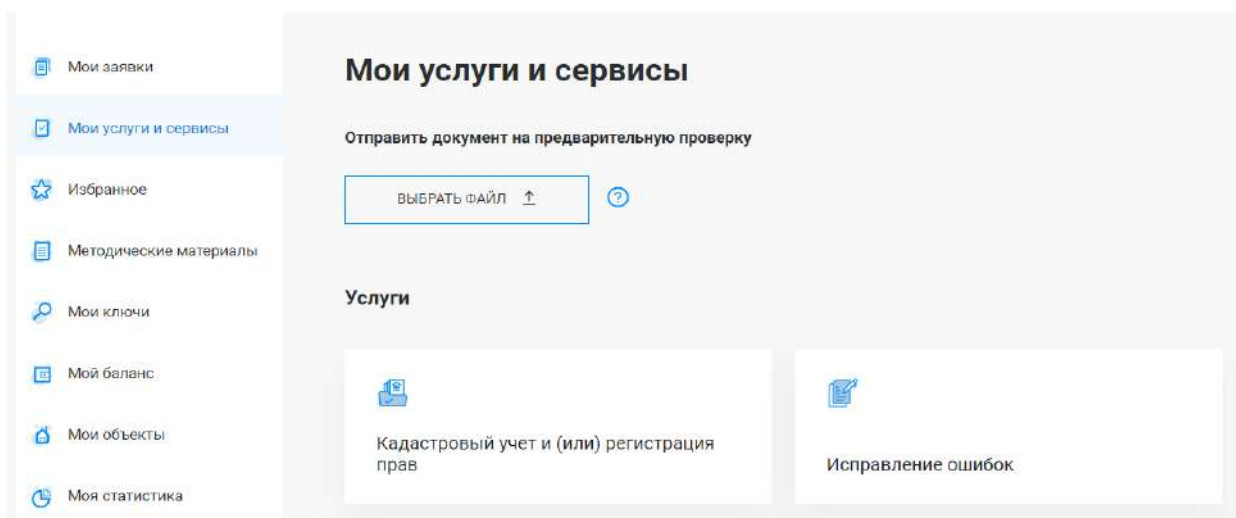 Мои заявки
Мои услуги и сервисы
Избранное
Методические материалы
Мои ключи
Мой баланс
Мои объекты
Моя статистика
Мои услуги и сервисы
Отправить документ на предварительную проверку
ВЫБРАТЬ ФАЙЛ
Услуги
Кадастровый учет и (или) регистрация
прав
Исправление ошибок